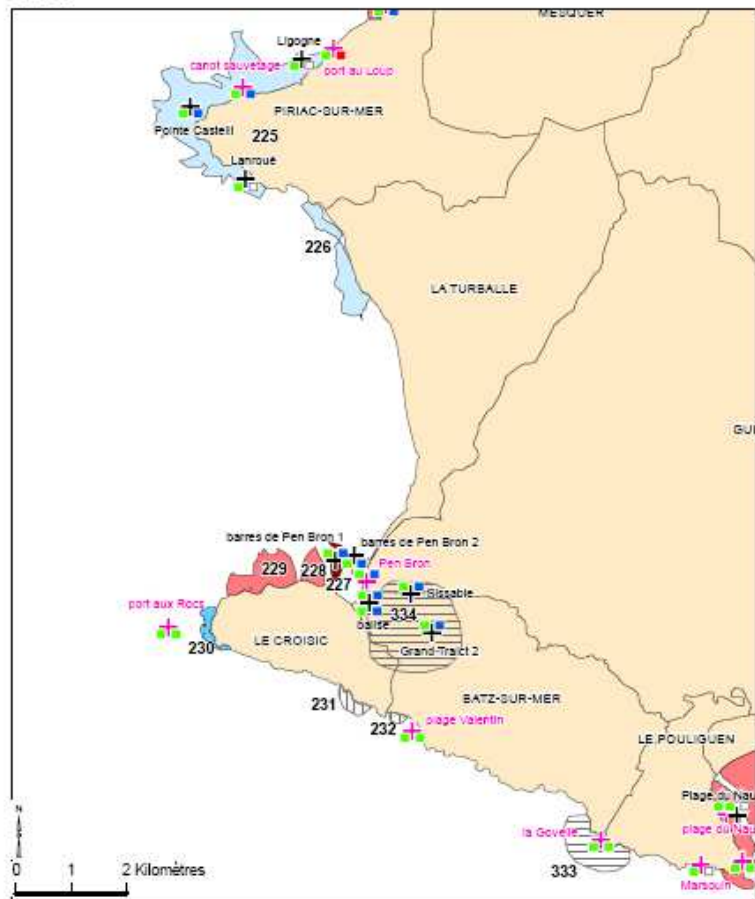 MESQUER
Ligogne
canot sauvetage
port au Loup
PIRIAC-SUR-MER
Pointe Castelli
225
Lanroué
226
LA TURBALLE
barres de Pen Bron 1
barres de Pen Bron 2
229
228
Pen Bron
227
Sissable
port aux Rocs
334
balise
230
LE CROISIC
Grand-Traict 2
231
BATZ-SUR-MER
232
plage Valentin
LE POULIGUEN
Plage du Nau
la Govelle
plage du Nau
333
Marsouin
N
0 1 2 Kilomètres